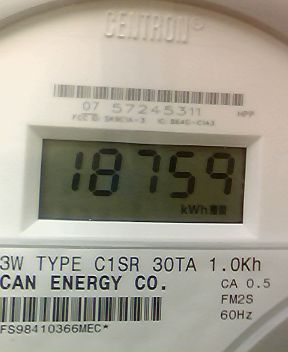 CENTRON®
07 57245311 HPP
18759
kWh
3W TYPE C1SR 30TA 1.0Kh
CAN ENERGY CO. CA 0.5
FM2S
60Hz
FS98410366MEC*